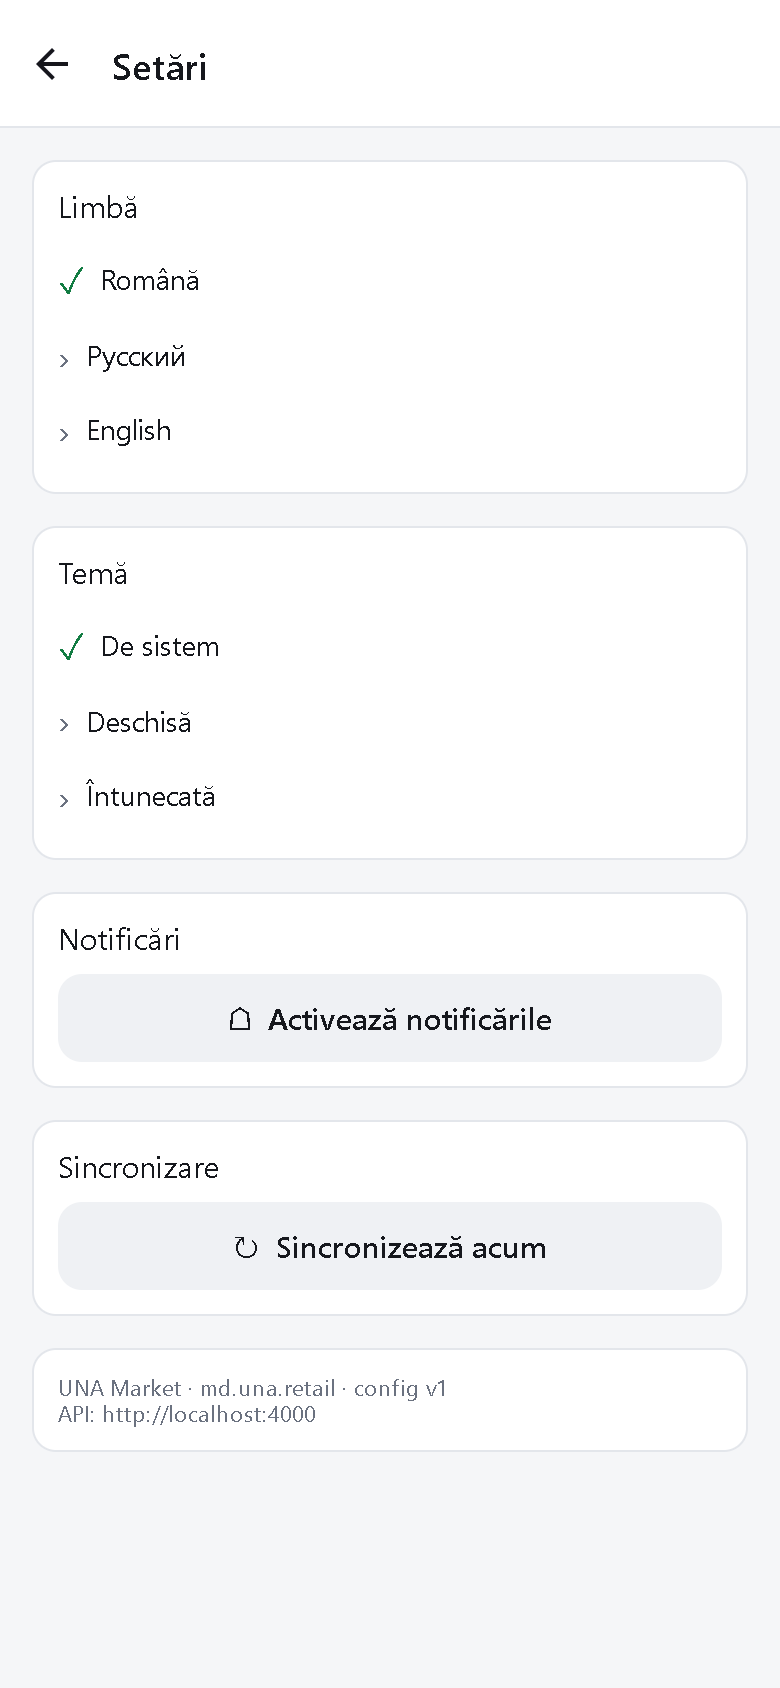 Setări
Limbă
Română
Русский
English
Temă
De sistem
Deschisă
Întunecată
Notificări
Activează notificările
Sincronizare
Sincronizează acum
UNA Market · md.una.retail · config v1
API: http://localhost:4000